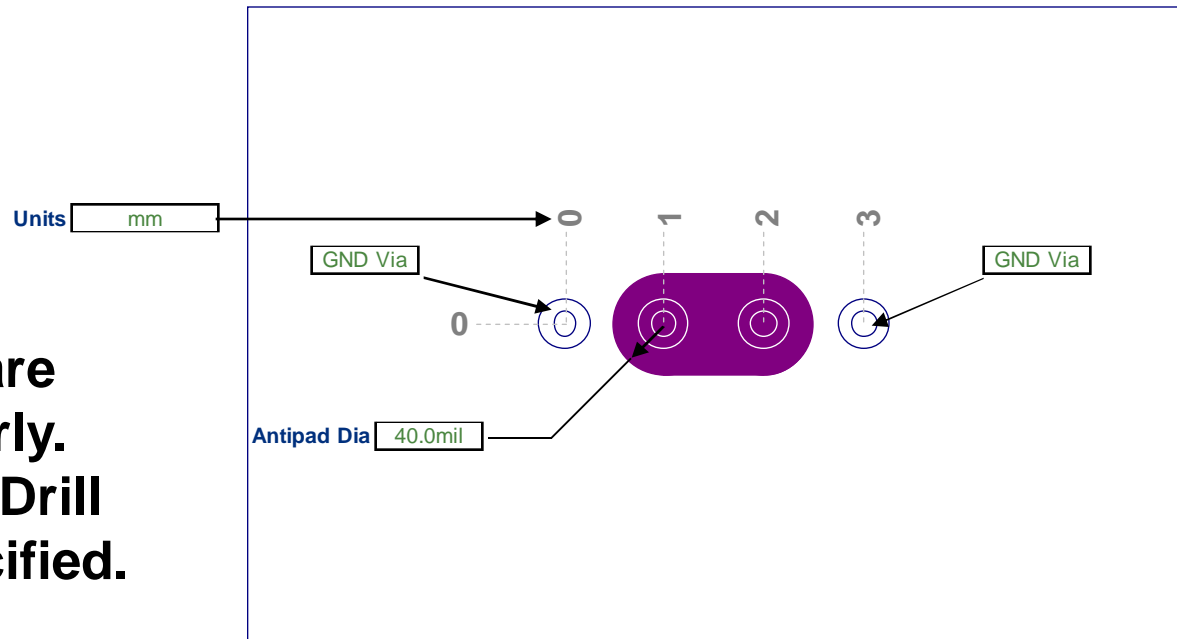 0 1 2 3
Units mm
GND Via GND Via
0
are
rly.
Antipad Dia 40.0mil
Drill
cified.